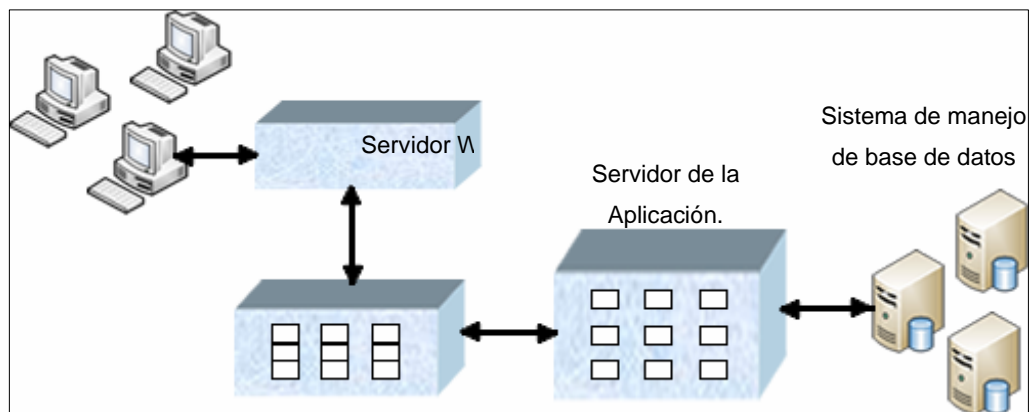 Servidor W
Servidor de la
Aplicación.
Sistema de manejo
de base de datos